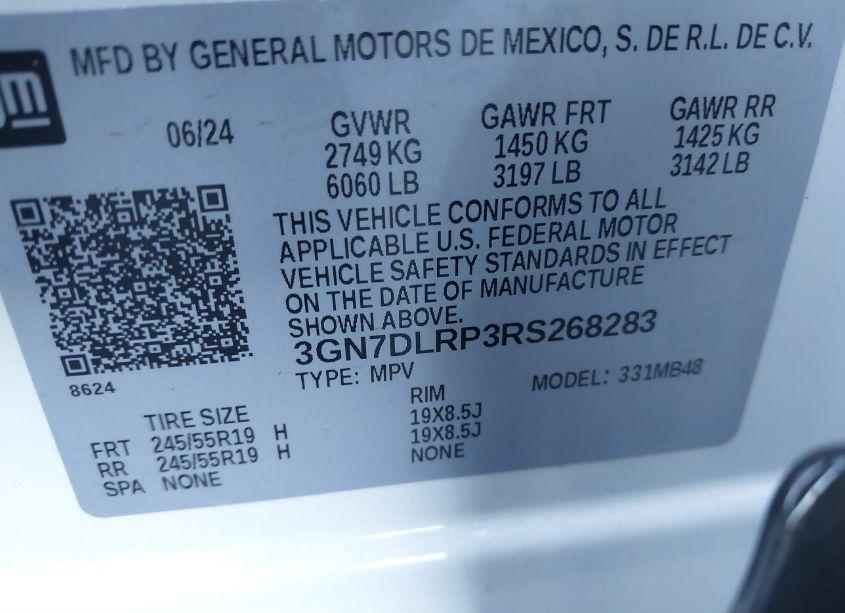 MFD BY GENERAL MOTORS DE MEXICO, S. DE R.L. DE C.V.
gm
06/24
GVWR
2749 KG
6060 LB
GAWR FRT
1450 KG
3197 LB
GAWR RR
1425 KG
3142 LB
THIS VEHICLE CONFORMS TO ALL
APPLICABLE U.S. FEDERAL MOTOR
VEHICLE SAFETY STANDARDS IN EFFECT
ON THE DATE OF MANUFACTURE
SHOWN ABOVE.
3GN7DLRP3RS268283
TYPE: MPV
MODEL: 331MB48
8624
TIRE SIZE RIM
FRT 245/55R19 H 19X8.5J
RR 245/55R19 H 19X8.5J
SPA NONE NONE